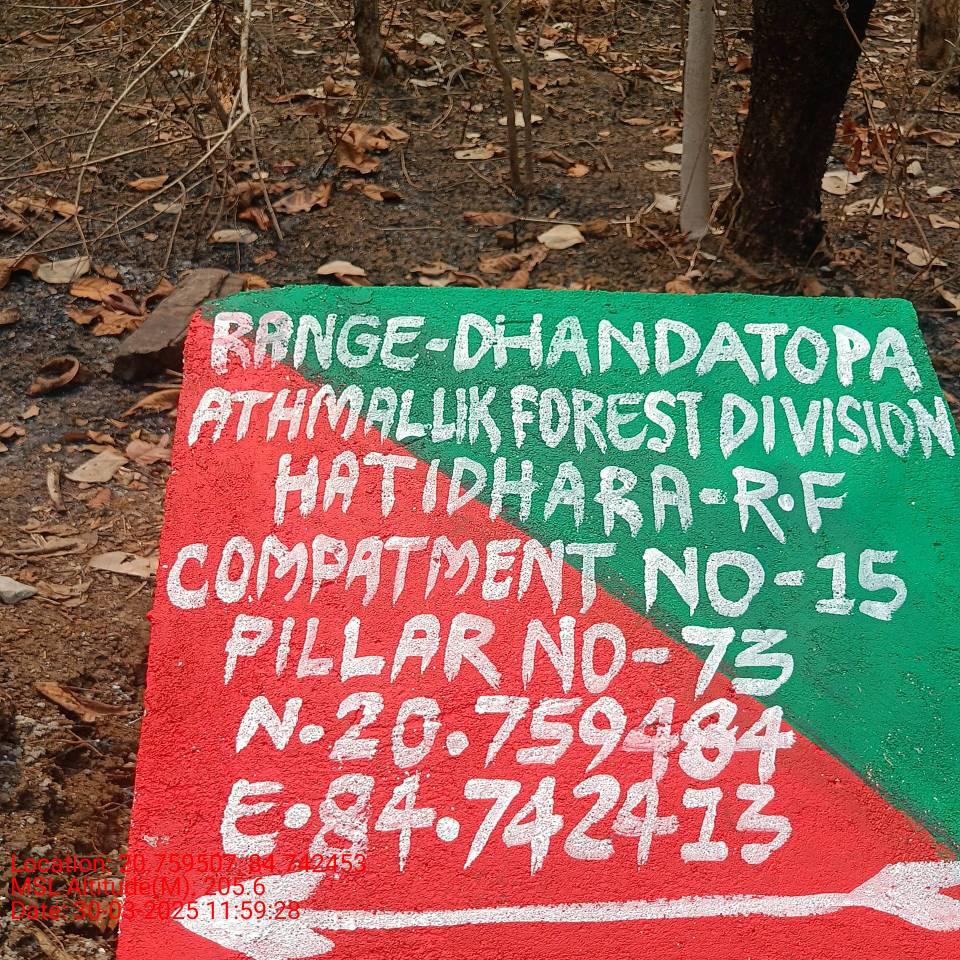 RANGE-DHANDATOPA
ATHMALLIK FOREST DIVISION
HATIDHARA-R.F
COMPATMENT NO-15
PILLAR NO-73
N.20.759484
E.84.742413
Location: 20.759507, 84.742453
MSL Altitude(M): 205.6
Date: 30-03-2025 11:59:28